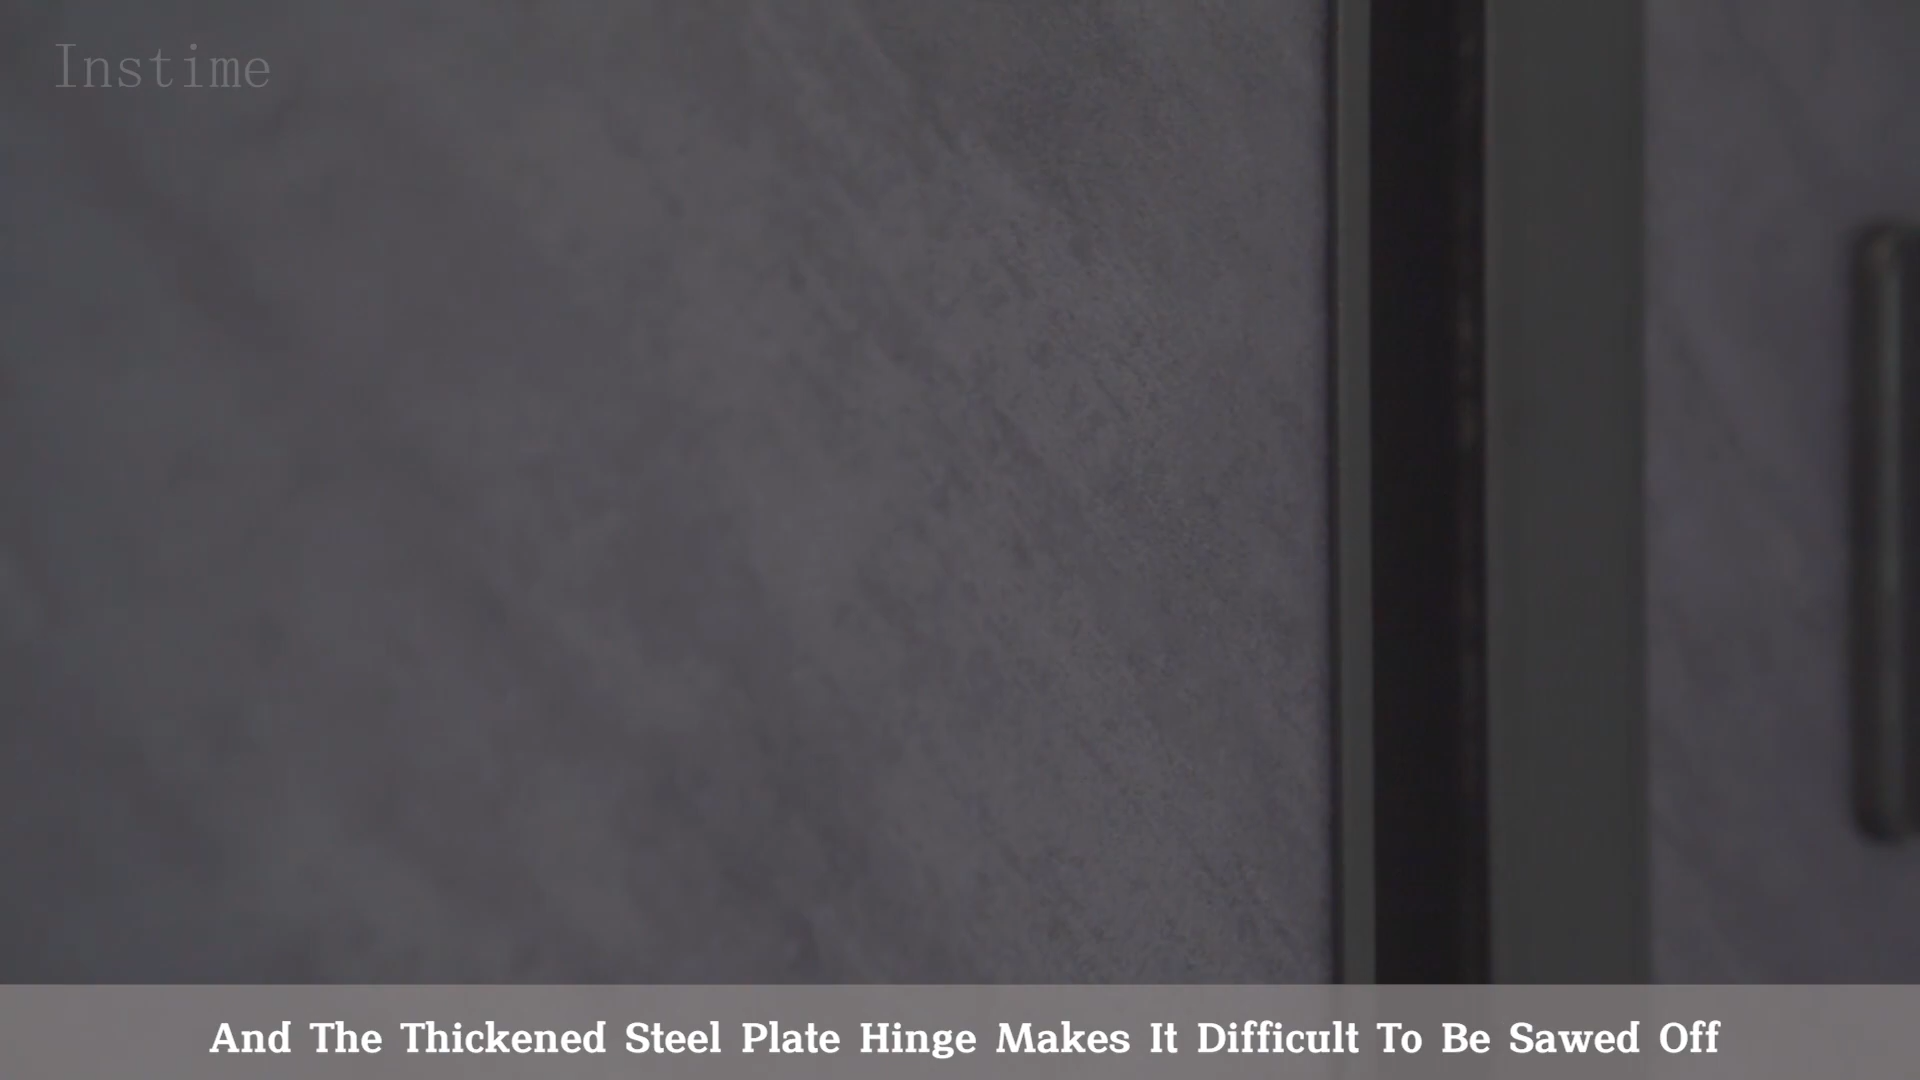 Instime
And The Thickened Steel Plate Hinge Makes It Difficult To Be Sawed Off